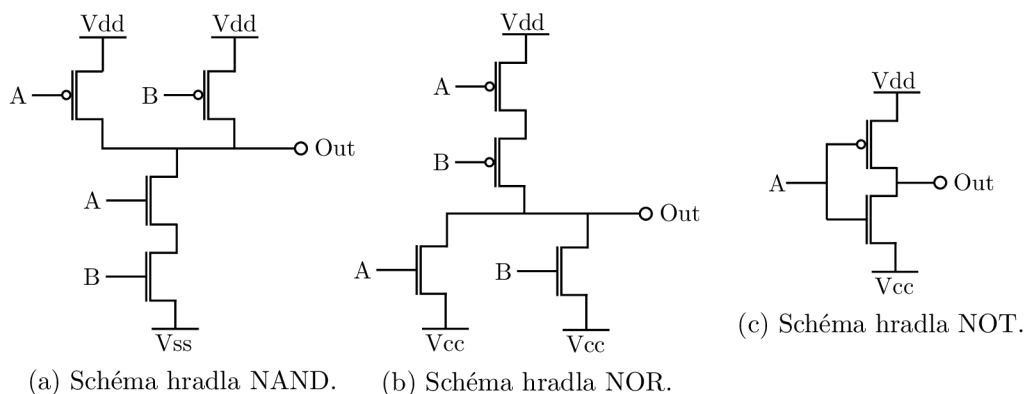 Vdd Vdd
A B
Out
A
B
Vss
(a) Schéma hradla NAND.
Vdd
A
B
Out
A B
Vcc Vcc
(b) Schéma hradla NOR.
Vdd
A Out
Vcc
(c) Schéma hradla NOT.